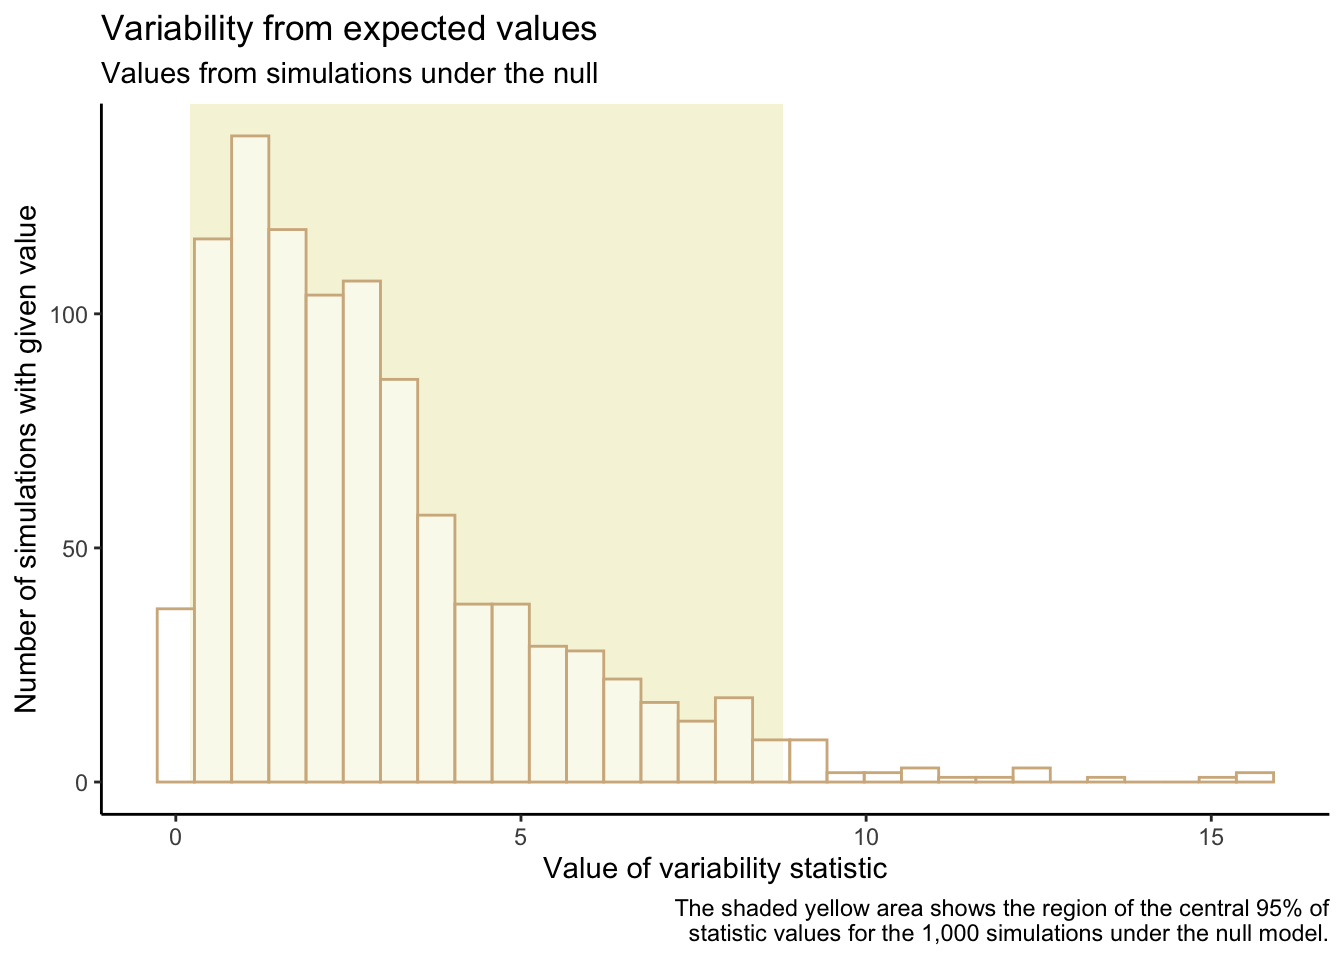 Variability from expected values
Values from simulations under the null
Number of simulations with given value
100
50
0
0
5
10
15
Value of variability statistic
The shaded yellow area shows the region of the central 95% of
statistic values for the 1,000 simulations under the null model.